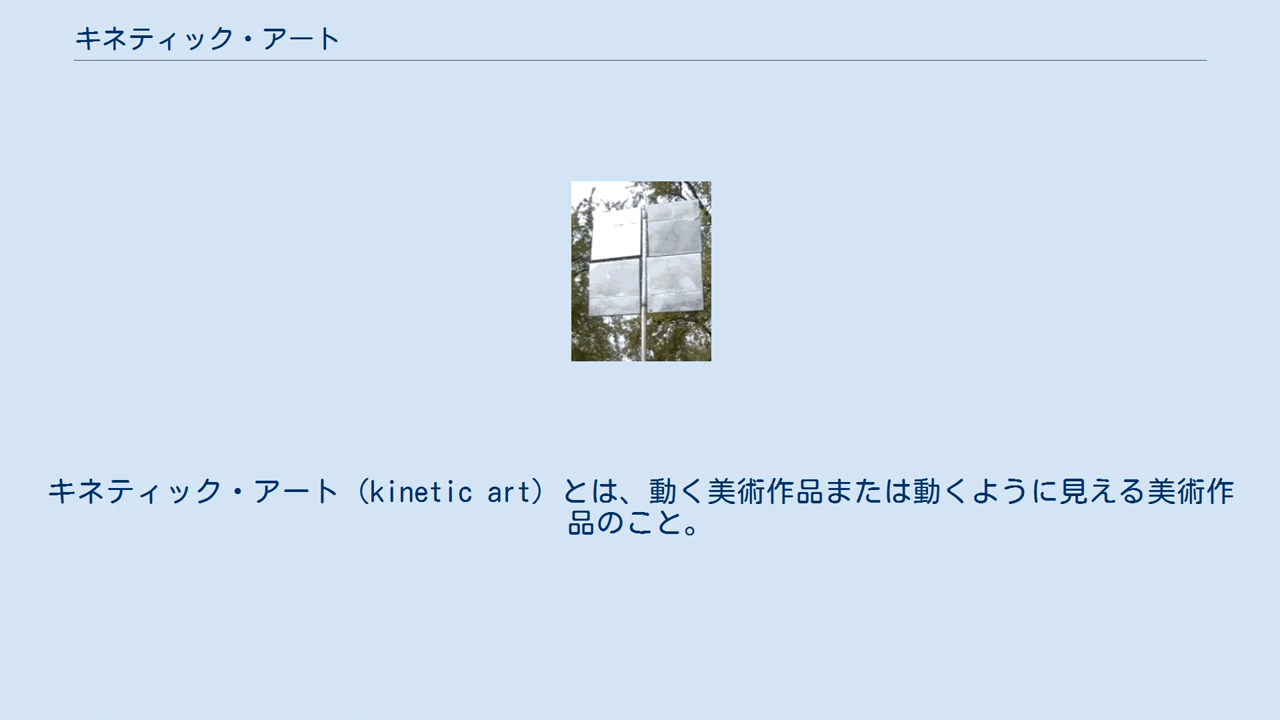 キネティック・アート
キネティック・アート（kinetic art）とは、動く美術作品または動くように見える美術作
品のこと。